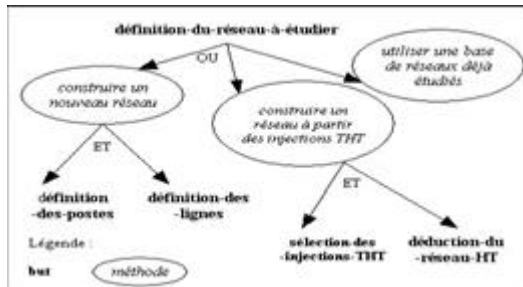 définition-du-réseau-à-étudier
OU
utiliser une base
de réseaux déjà
étudiés
construire un
nouveau réseau
construire un
réseau à partir
des injections THT
ET
ET
définition
-des-postes
définition-des
-lignes
sélection-des
-injections-THT
déduction-du
-réseau-HT
Légende :
but
méthode